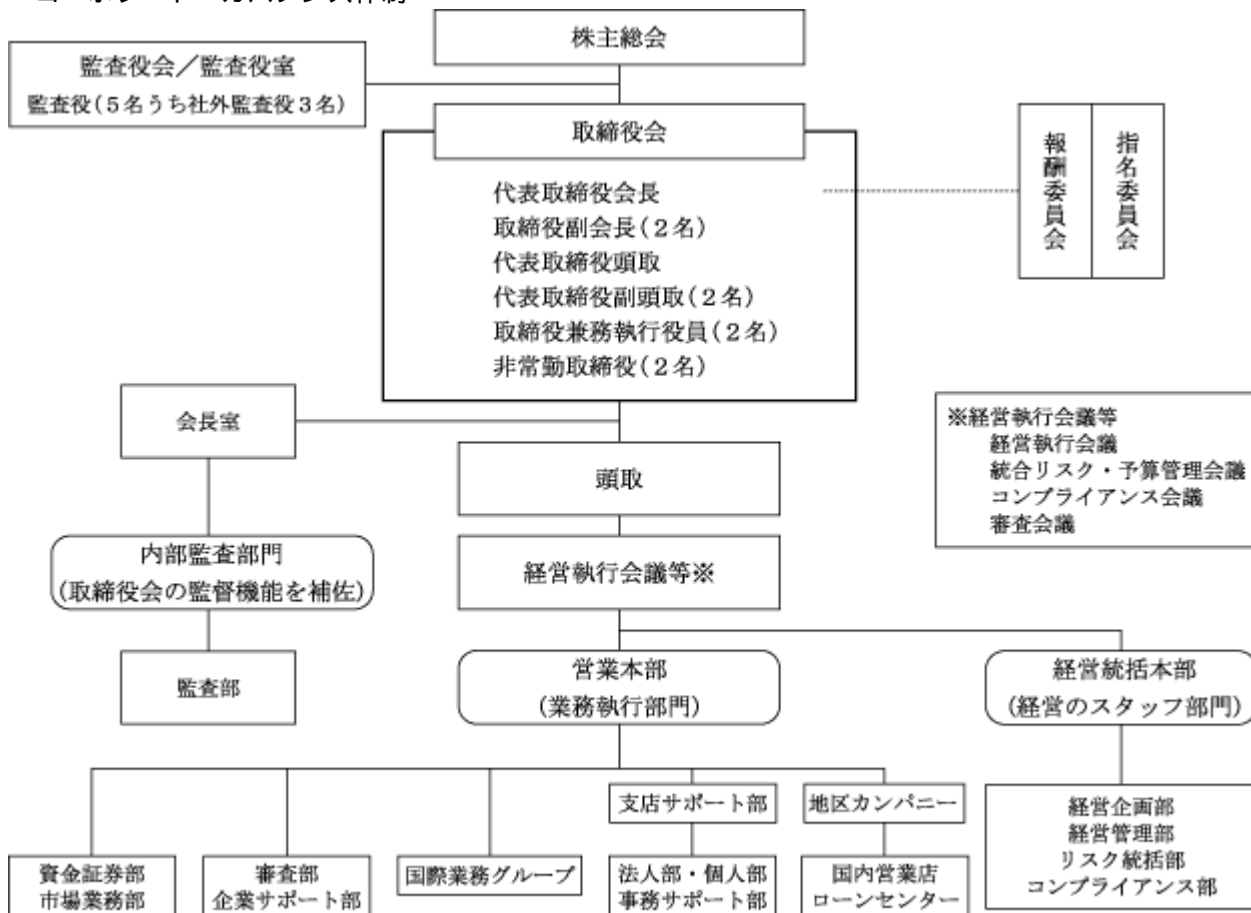 株主総会
監査役会／監査役室
監査役(５名うち社外監査役３名)
取締役会
代表取締役会長
取締役副会長(２名)
代表取締役頭取
代表取締役副頭取(２名)
取締役兼務執行役員(２名)
非常勤取締役(２名)
報酬委員会
指名委員会
会長室
頭取
※経営執行会議等
経営執行会議
統合リスク・予算管理会議
コンプライアンス会議
審査会議
内部監査部門
(取締役会の監督機能を補佐)
経営執行会議等※
監査部
営業本部
(業務執行部門)
経営統括本部
(経営のスタッフ部門)
資金証券部
市場業務部
審査部
企業サポート部
国際業務グループ
支店サポート部
法人部・個人部
事務サポート部
地区カンパニー
国内営業店
ローンセンター
経営企画部
経営管理部
リスク統括部
コンプライアンス部